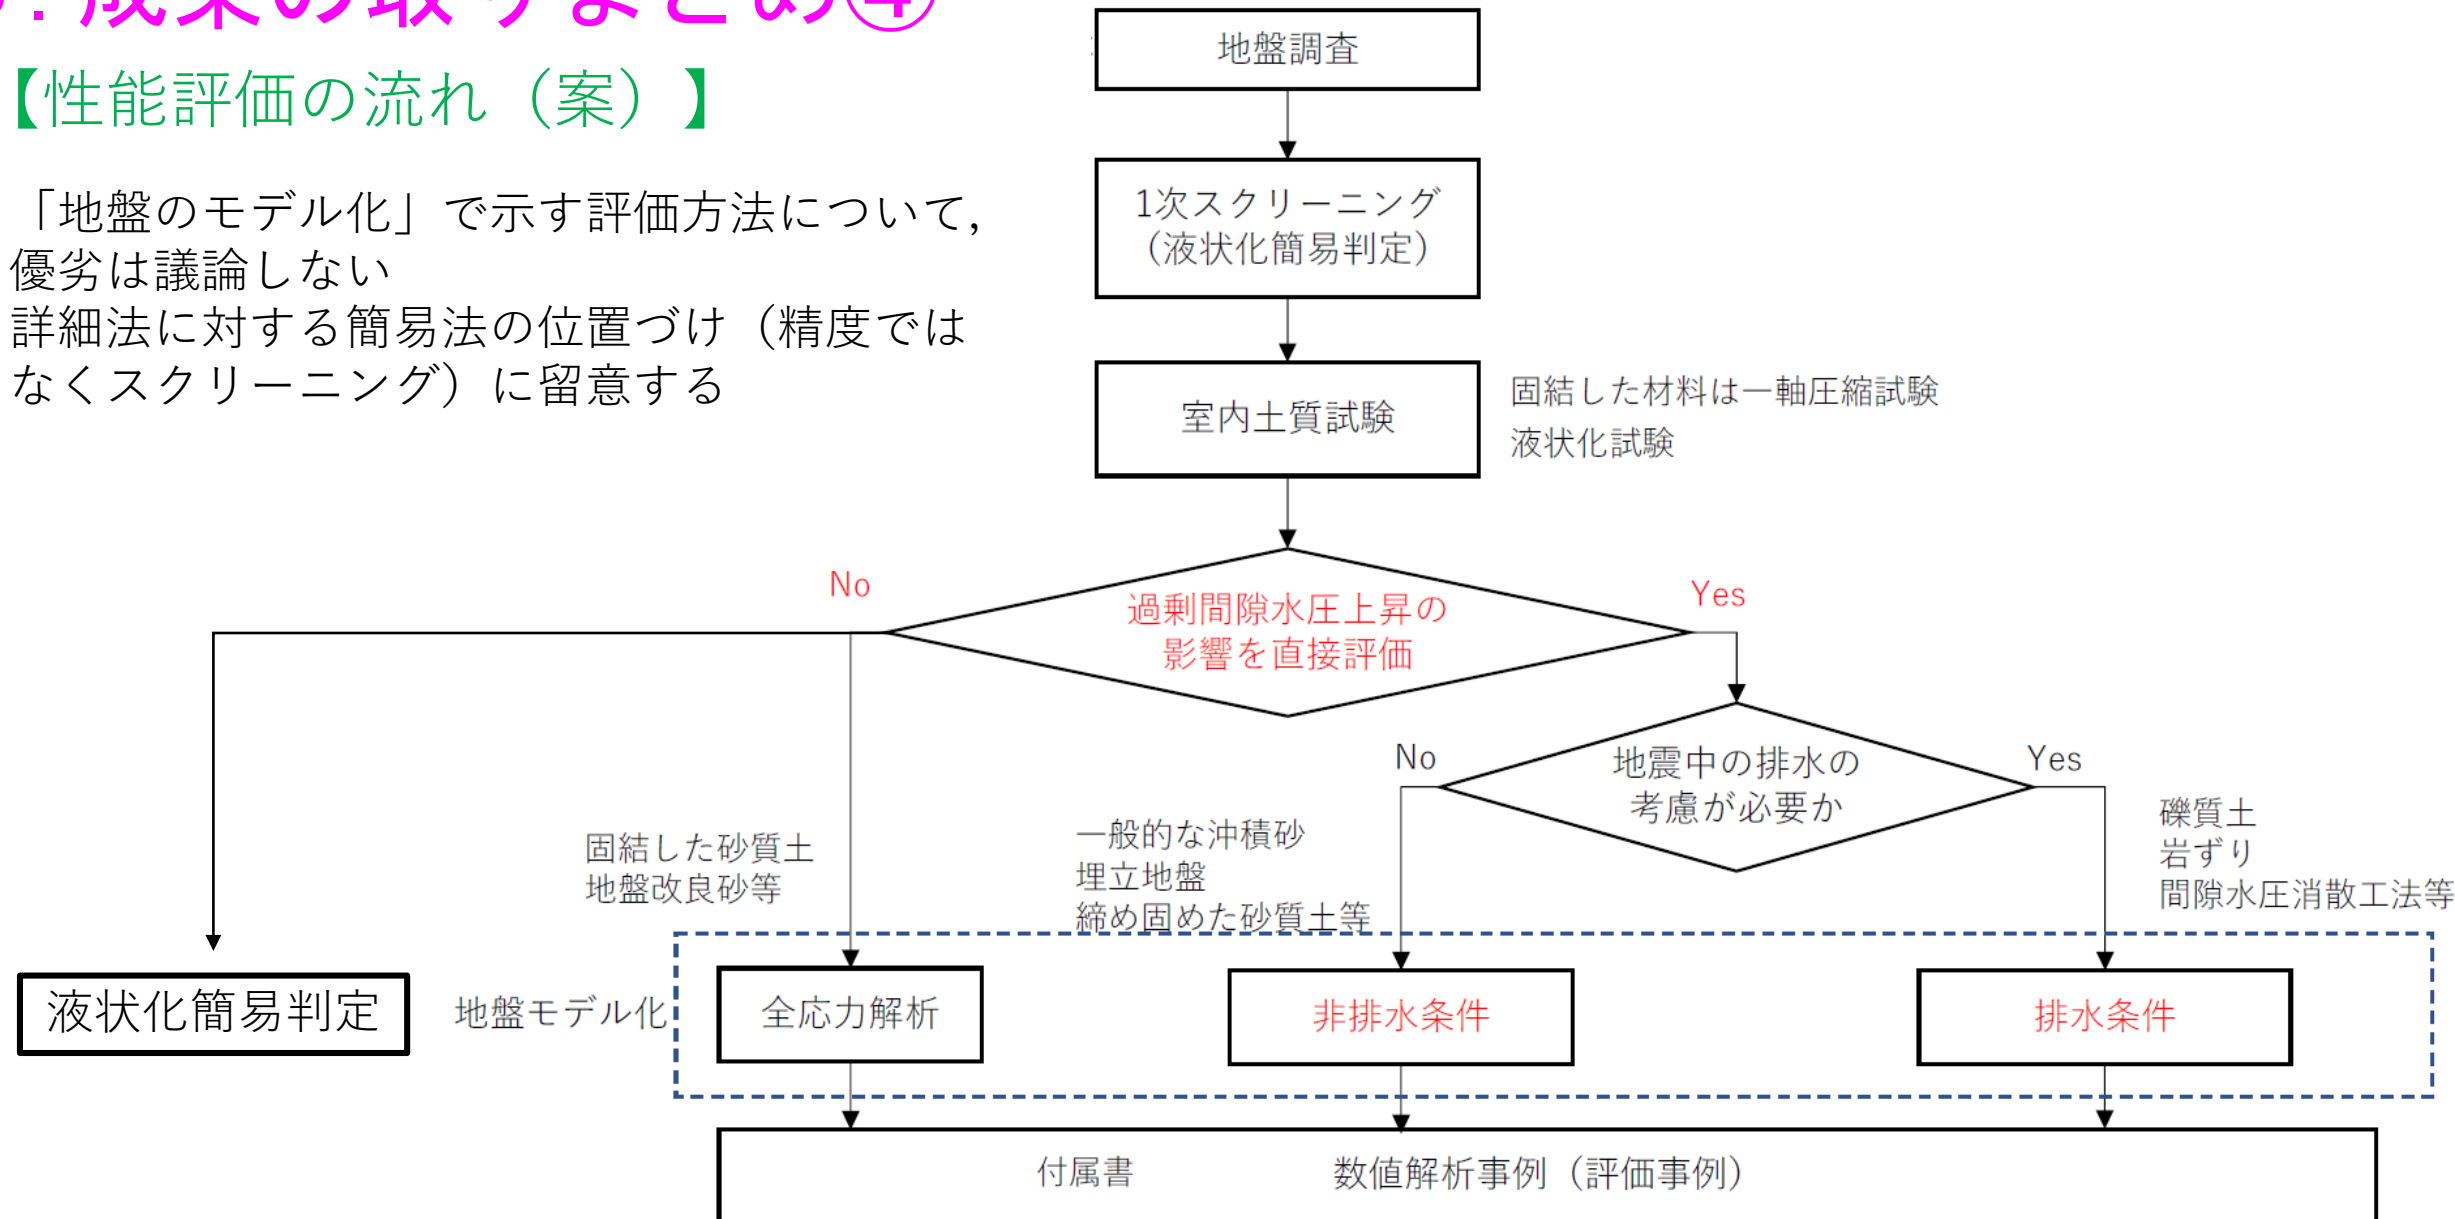 成果の取りまとめ④
【性能評価の流れ（案）】
「地盤のモデル化」で示す評価方法について,
優劣は議論しない
詳細法に対する簡易法の位置づけ（精度では
なくスクリーニング）に留意する
地盤調査
1次スクリーニング
（液状化簡易判定）
室内土質試験
固結した材料は一軸圧縮試験
液状化試験
No
過剰間隙水圧上昇の
影響を直接評価
Yes
No
地震中の排水の
考慮が必要か
Yes
固結した砂質土
地盤改良砂等
一般的な沖積砂
埋立地盤
締め固めた砂質土等
礫質土
岩ずり
間隙水圧消散工法等
液状化簡易判定
地盤モデル化
全応力解析
非排水条件
排水条件
付属書
数値解析事例（評価事例）